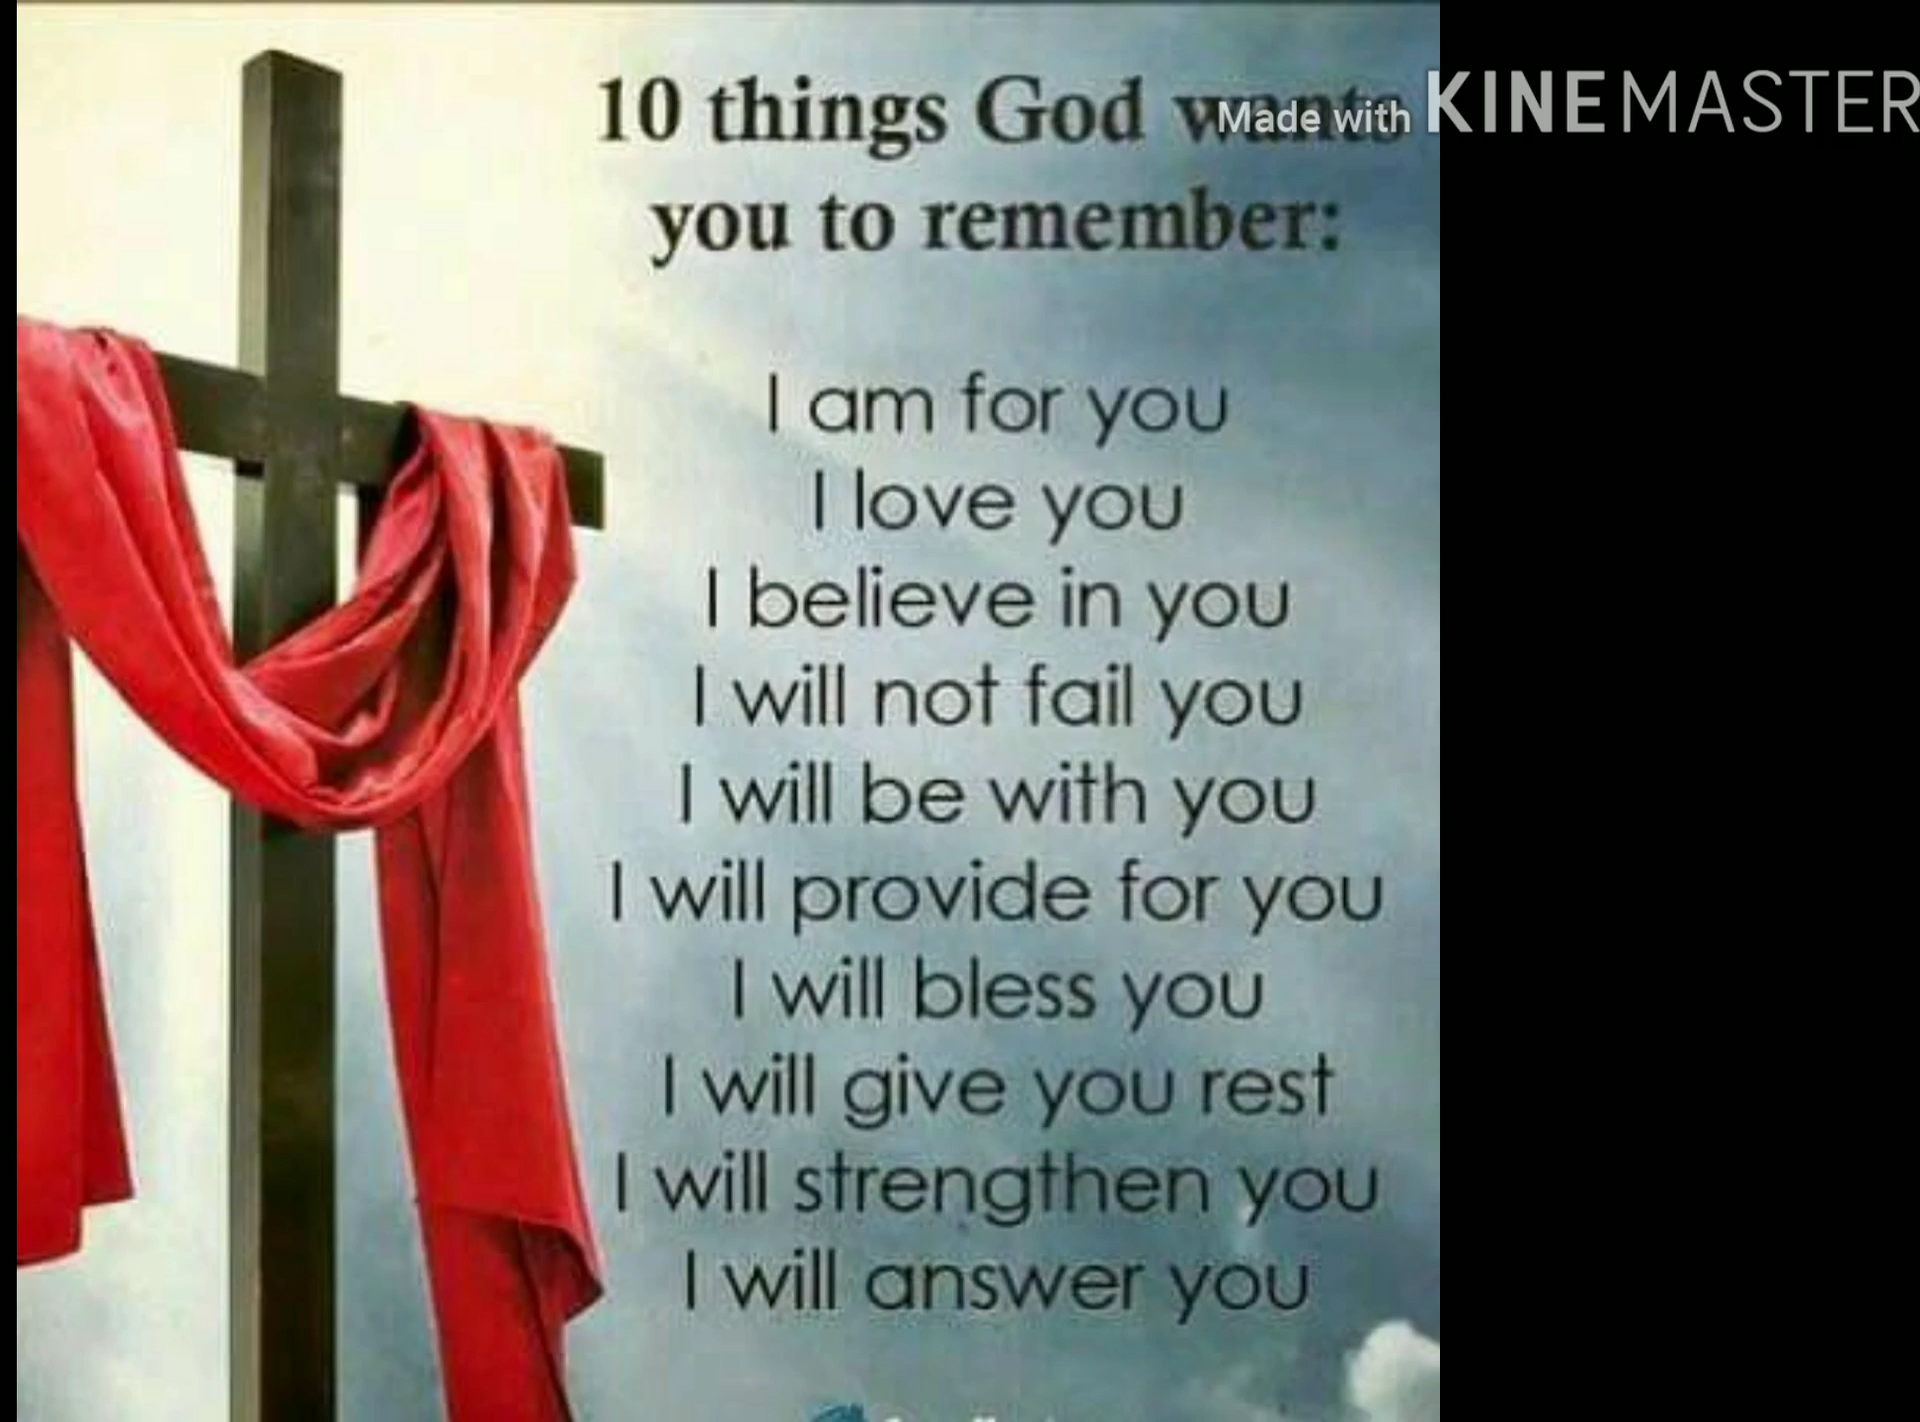 10 things God wants
Made with KINEMASTER
you to remember:
I am for you
I love you
I believe in you
I will not fail you
I will be with you
I will provide for you
I will bless you
I will give you rest
I will strengthen you
I will answer you